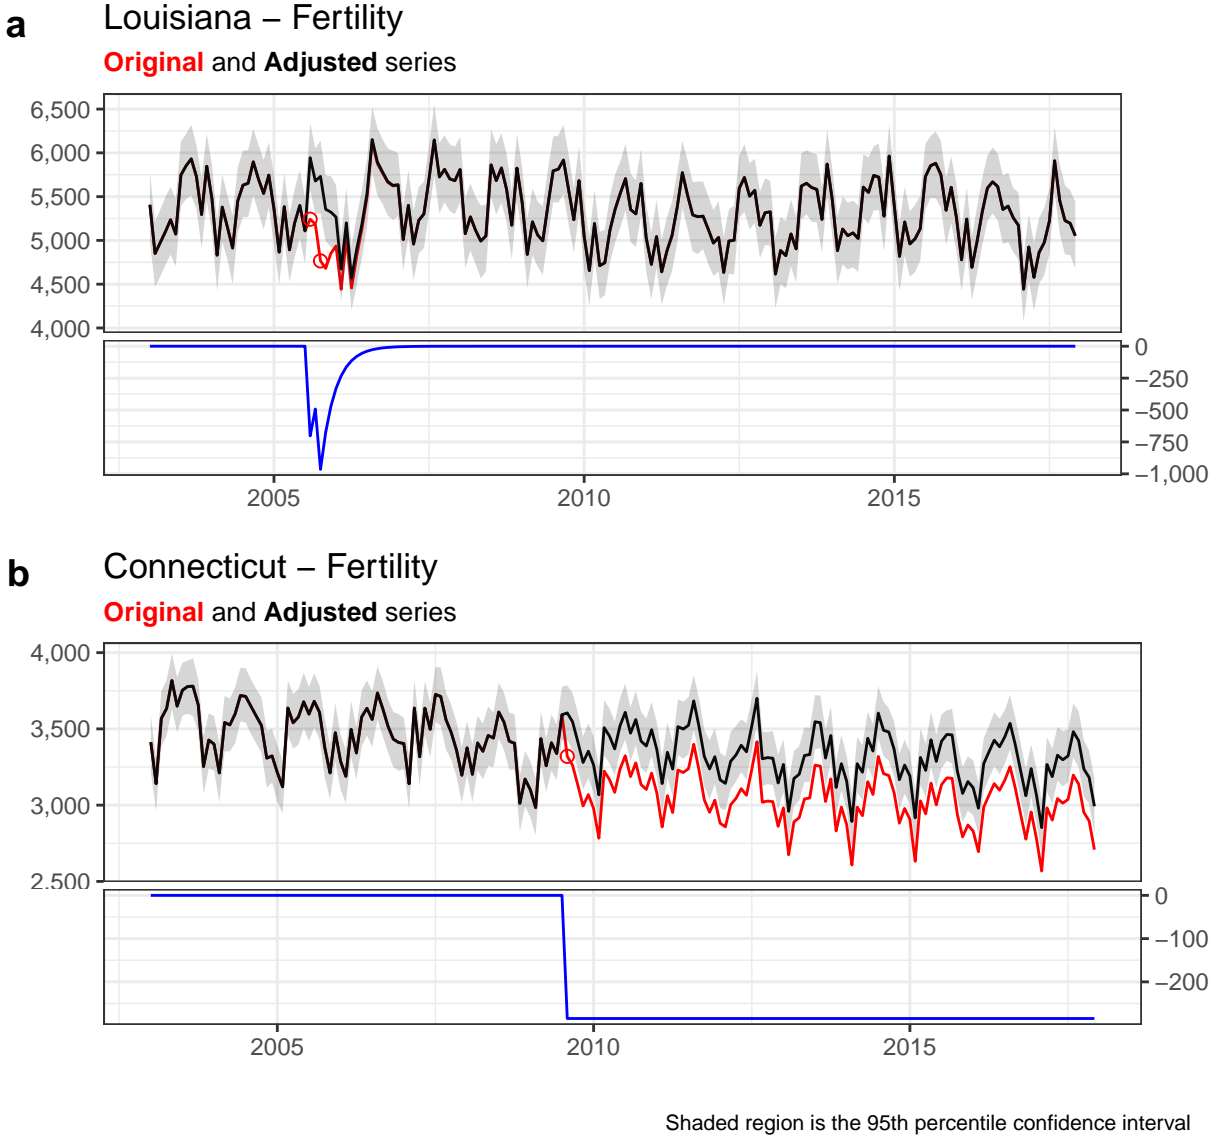 a
Louisiana – Fertility
Original and Adjusted series
6,500
6,000
5,500
5,000
4,500
4,000
0
−250
−500
−750
−1,000
2005 2010 2015
b
Connecticut – Fertility
Original and Adjusted series
4,000
3,500
3,000
2,500
0
−100
−200
2005 2010 2015
Shaded region is the 95th percentile confidence interval